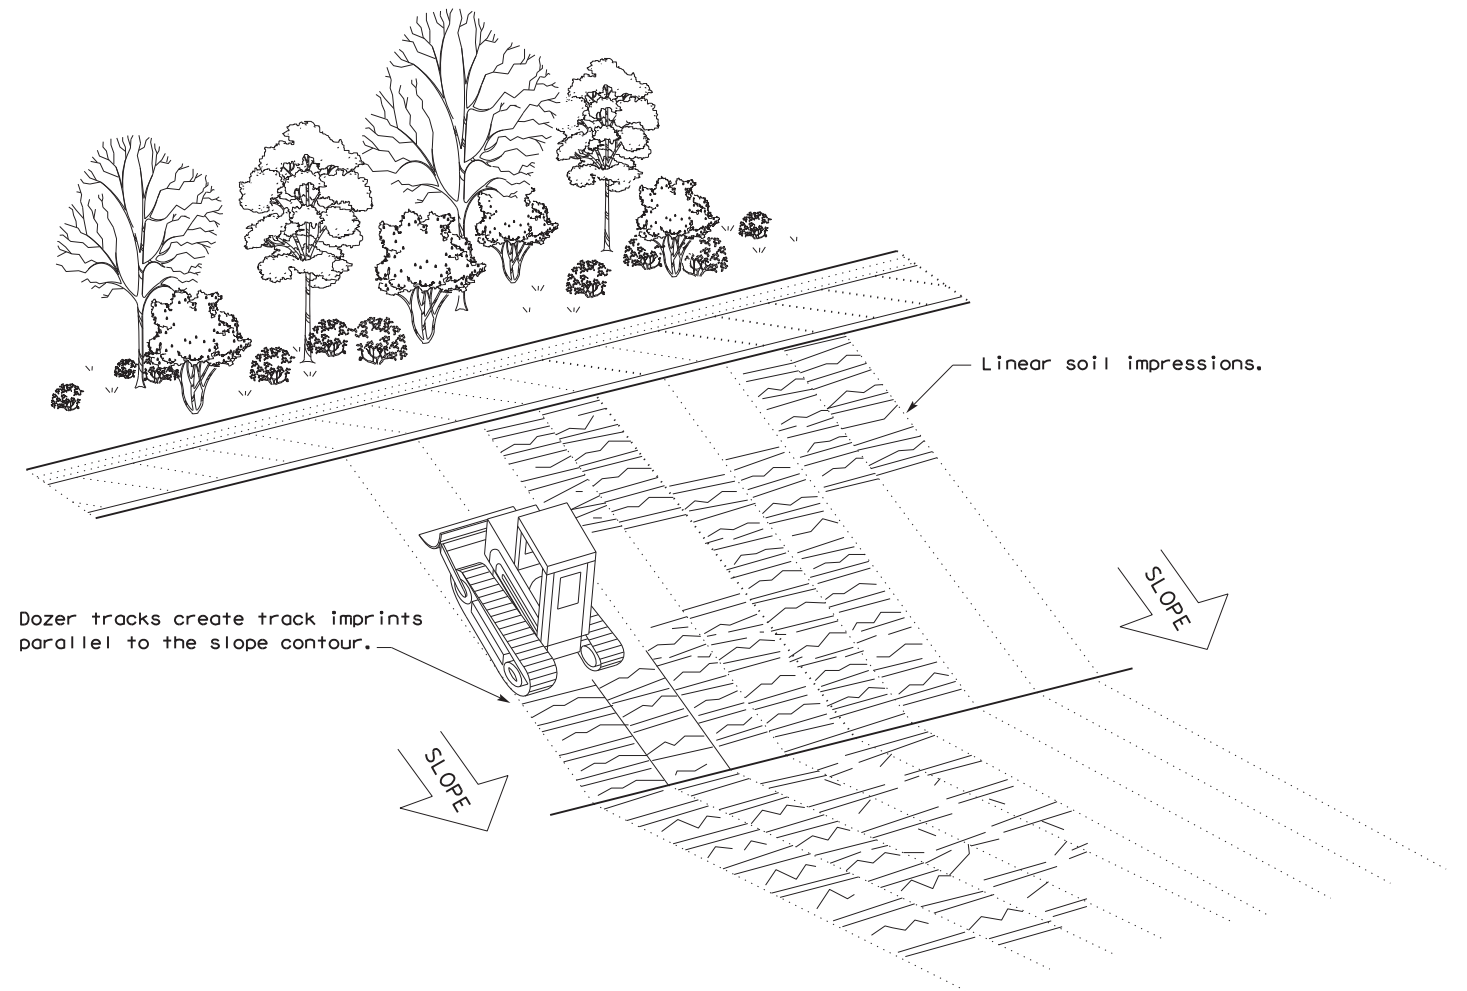 Linear soil impressions.
SLOPE
Dozer tracks create track imprints
parallel to the slope contour.
SLOPE